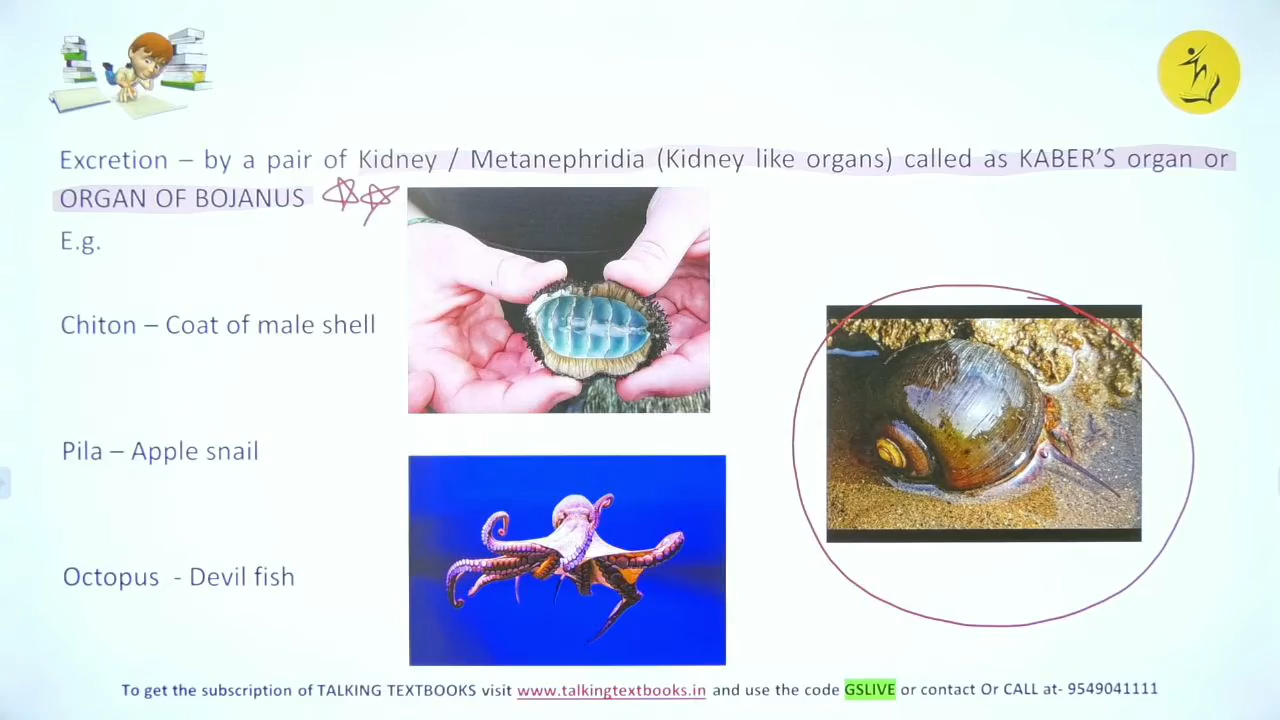 Excretion – by a pair of Kidney / Metanephridia (Kidney like organs) called as KABER'S organ or
ORGAN OF BOJANUS
E.g.
Chiton – Coat of male shell
Pila – Apple snail
Octopus - Devil fish
To get the subscription of TALKING TEXTBOOKS visit www.talkingtextbooks.in and use the code GSLIVE or contact Or CALL at- 9549041111